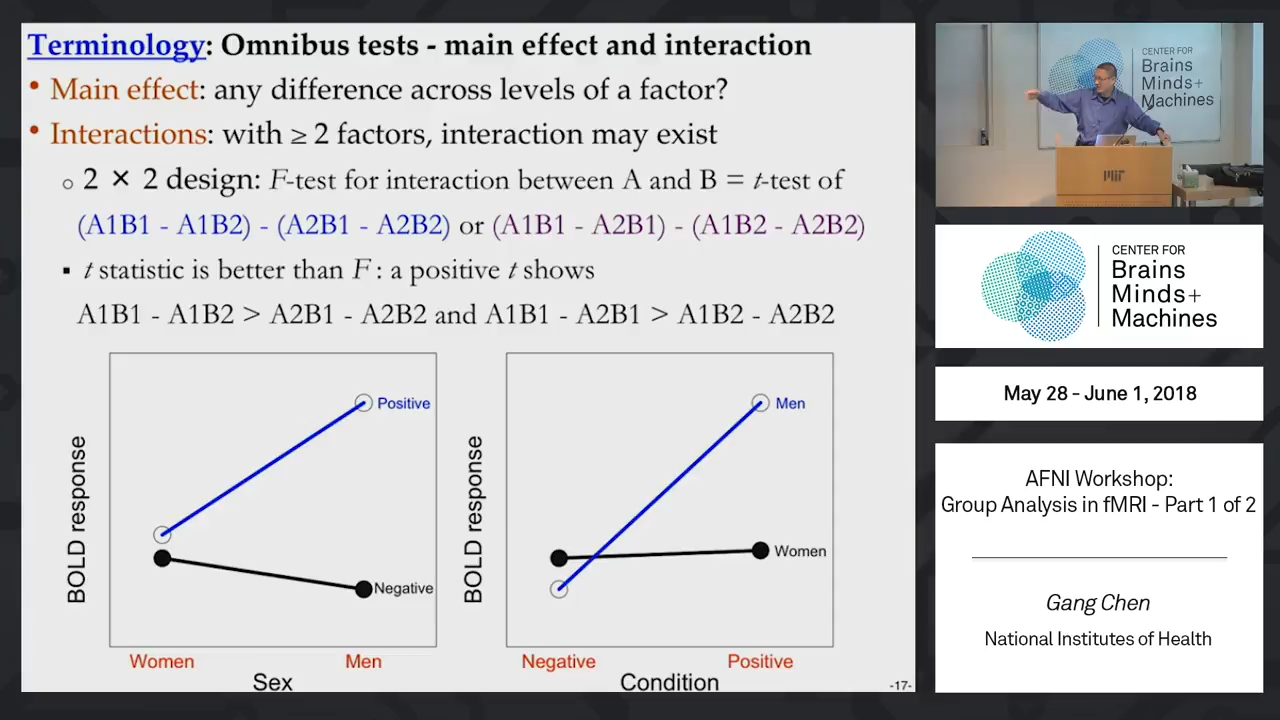 Terminology: Omnibus tests - main effect and interaction
• Main effect: any difference across levels of a factor?
• Interactions: with ≥ 2 factors, interaction may exist
○ 2 × 2 design: F-test for interaction between A and B = t-test of
(A1B1 - A1B2) - (A2B1 - A2B2) or (A1B1 - A2B1) - (A1B2 - A2B2)
▪ t statistic is better than F : a positive t shows
A1B1 - A1B2 > A2B1 - A2B2 and A1B1 - A2B1 > A1B2 - A2B2
BOLD response
Positive
Negative
Women
Men
Sex
BOLD response
Men
Women
Negative
Positive
Condition
-17-
CENTER FOR
Brains
Minds+
Machines
MIT
CENTER FOR
Brains
Minds+
Machines
May 28 - June 1, 2018
AFNI Workshop:
Group Analysis in fMRI - Part 1 of 2
Gang Chen
National Institutes of Health